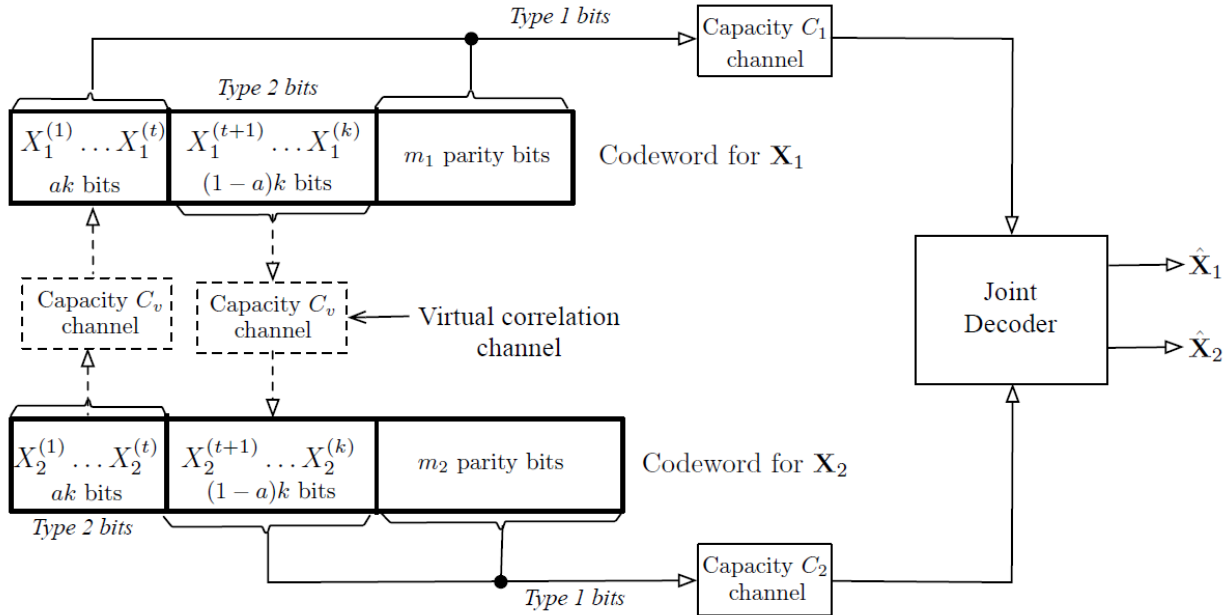 Type 1 bits
Capacity C₁
channel
Type 2 bits
X₁⁽¹⁾ … X₁⁽ᵗ⁾
ak bits
X₁⁽ᵗ⁺¹⁾ … X₁⁽ᵏ⁾
(1 − a)k bits
m₁ parity bits
Codeword for X₁
Capacity Cᵥ
channel
Capacity Cᵥ
channel
Virtual correlation
channel
Joint
Decoder
X̂₁
X̂₂
X₂⁽¹⁾ … X₂⁽ᵗ⁾
ak bits
X₂⁽ᵗ⁺¹⁾ … X₂⁽ᵏ⁾
(1 − a)k bits
m₂ parity bits
Codeword for X₂
Type 2 bits
Type 1 bits
Capacity C₂
channel